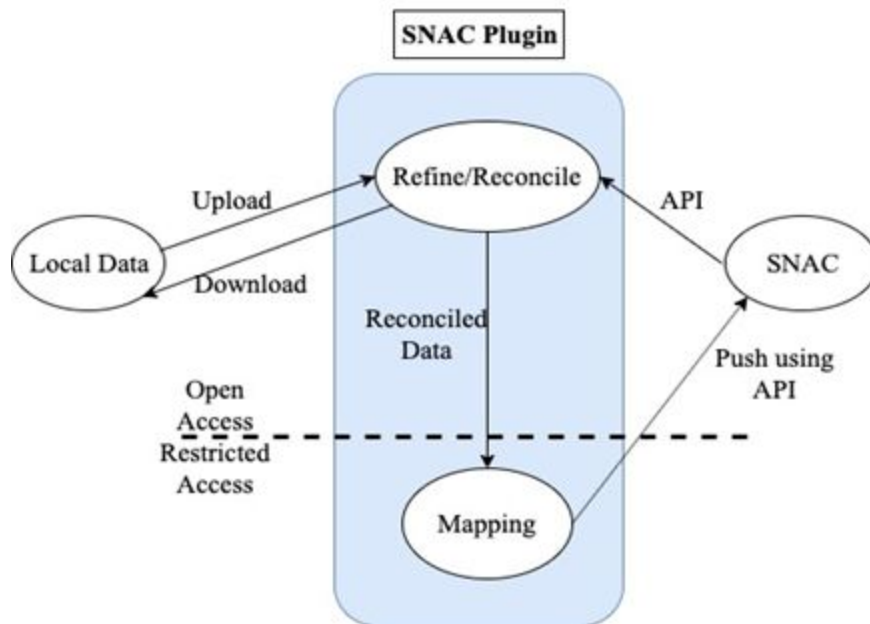 SNAC Plugin
Refine/Reconcile
Upload
API
Local Data
SNAC
Download
Reconciled
Data
Push using
API
Open
Access
Restricted
Access
Mapping